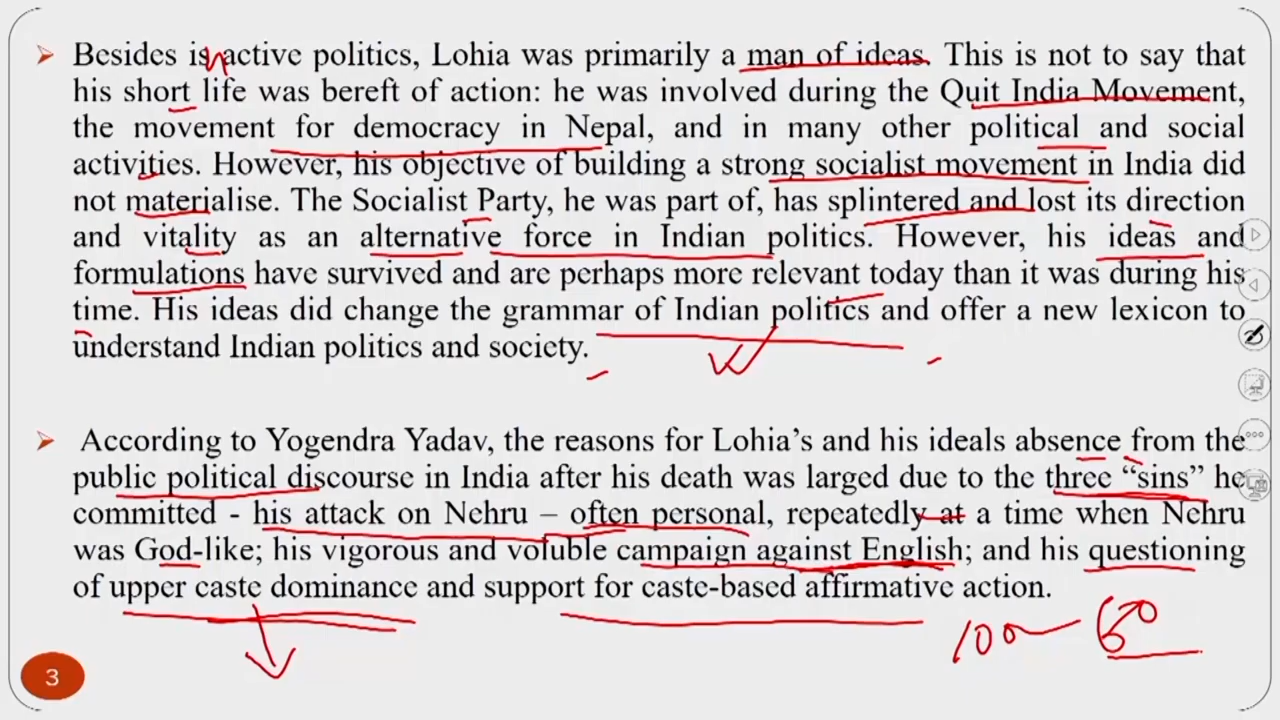 Besides is active politics, Lohia was primarily a man of ideas. This is not to say that
his short life was bereft of action: he was involved during the Quit India Movement,
the movement for democracy in Nepal, and in many other political and social
activities. However, his objective of building a strong socialist movement in India did
not materialise. The Socialist Party, he was part of, has splintered and lost its direction
and vitality as an alternative force in Indian politics. However, his ideas and
formulations have survived and are perhaps more relevant today than it was during his
time. His ideas did change the grammar of Indian politics and offer a new lexicon to
understand Indian politics and society.
According to Yogendra Yadav, the reasons for Lohia's and his ideals absence from the
public political discourse in India after his death was larged due to the three “sins” he
committed - his attack on Nehru – often personal, repeatedly at a time when Nehru
was God-like; his vigorous and voluble campaign against English; and his questioning
of upper caste dominance and support for caste-based affirmative action.
100 60
3